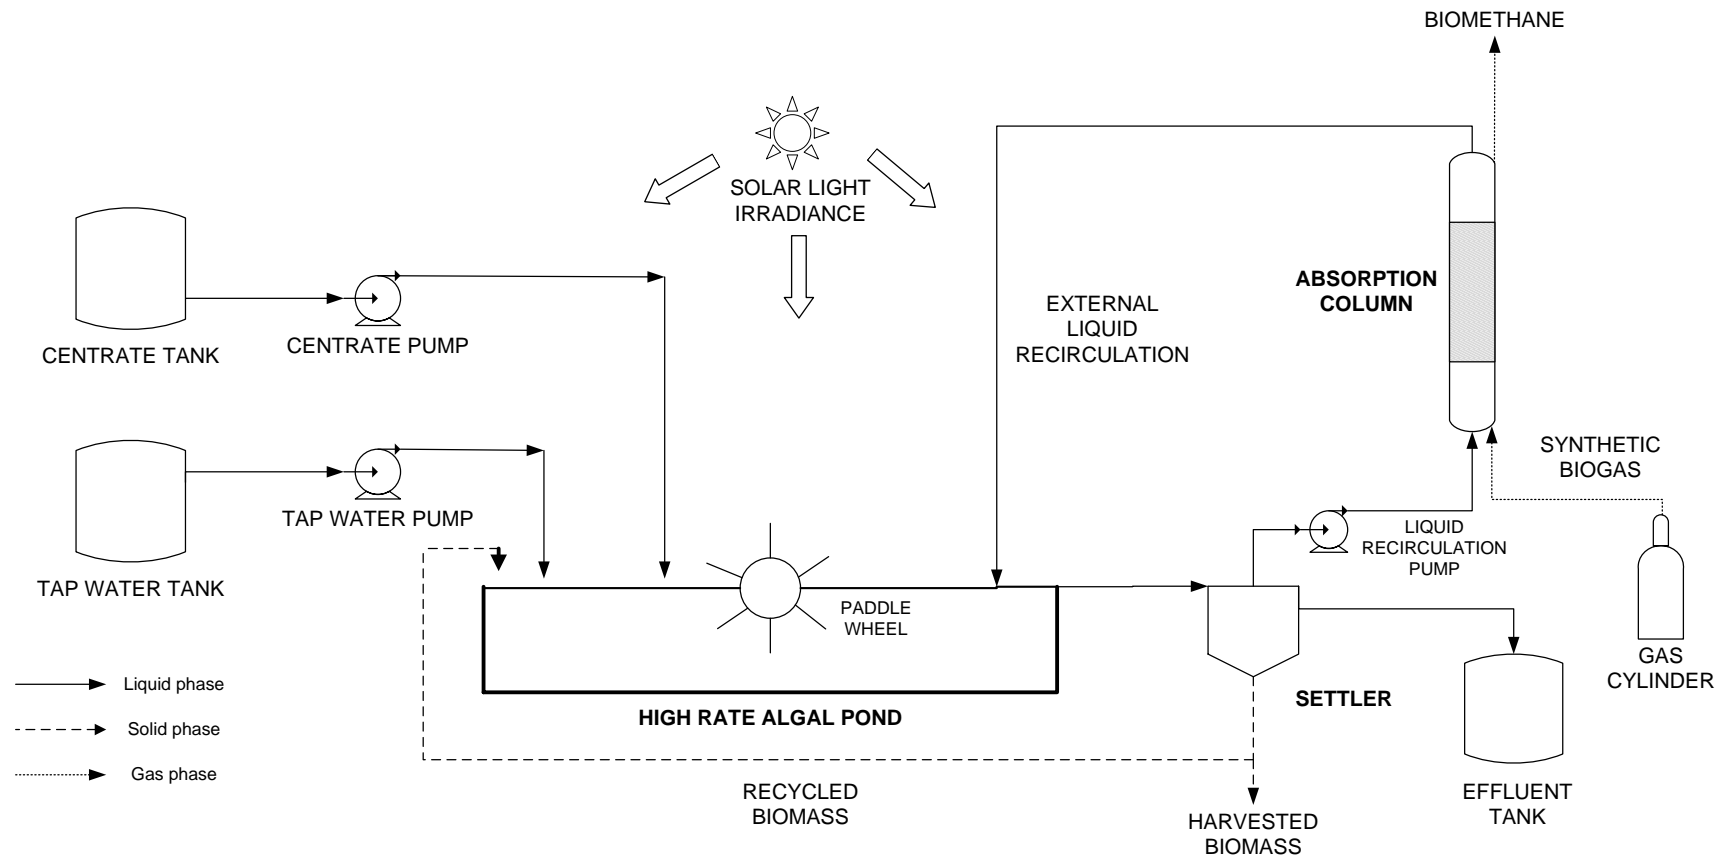 BIOMETHANE
SOLAR LIGHT
IRRADIANCE
ABSORPTION
COLUMN
EXTERNAL
LIQUID
RECIRCULATION
CENTRATE TANK
CENTRATE PUMP
SYNTHETIC
BIOGAS
TAP WATER PUMP
LIQUID
RECIRCULATION
PUMP
TAP WATER TANK
PADDLE
WHEEL
GAS
CYLINDER
Liquid phase
SETTLER
HIGH RATE ALGAL POND
Solid phase
Gas phase
RECYCLED
BIOMASS
EFFLUENT
TANK
HARVESTED
BIOMASS